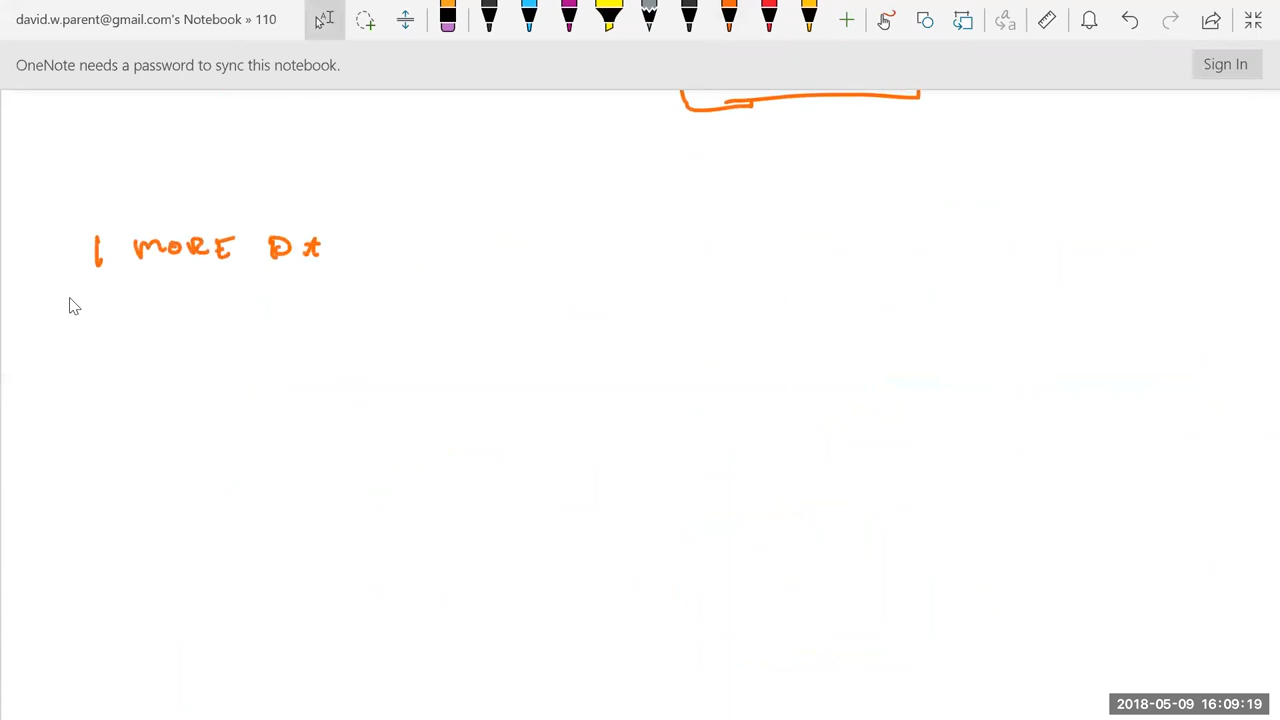 david.w.parent@gmail.com's Notebook » 110
OneNote needs a password to sync this notebook.
Sign In
1 MORE
2018-05-09 16:09:19